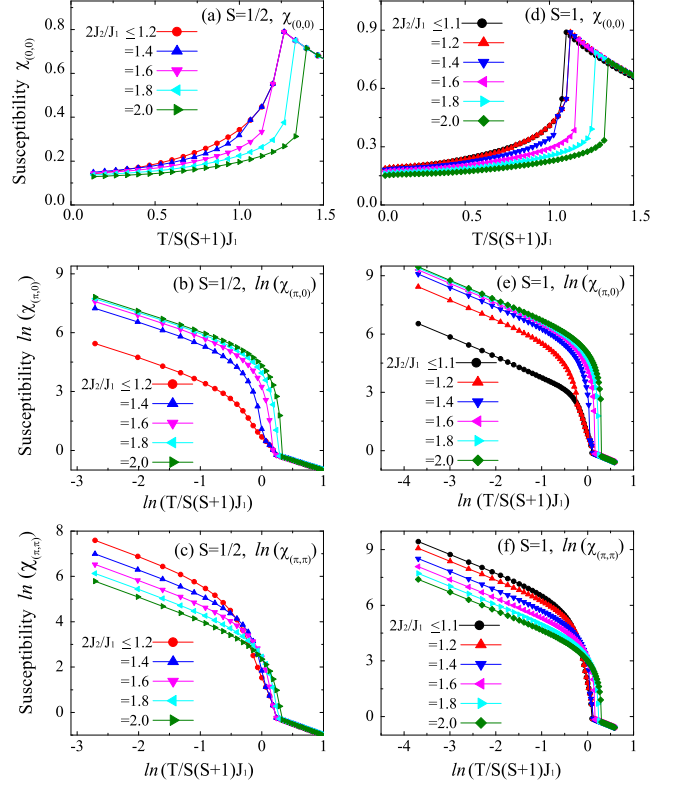 (a) S=1/2, χ(0,0)
2J2/J1 ≤1.2
=1.4
=1.6
=1.8
=2.0
Susceptibility χ(0,0)
0.8
0.6
0.4
0.2
0.0
0.0 0.5 1.0 1.5
T/S(S+1)J1
(d) S=1, χ(0,0)
2J2/J1 ≤1.1
=1.2
=1.4
=1.6
=1.8
=2.0
0.9
0.6
0.3
0.0
0.0 0.5 1.0 1.5
T/S(S+1)J1
(b) S=1/2, ln (χ(π,0))
2J2/J1 ≤1.2
=1.4
=1.6
=1.8
=2,0
Susceptibility ln (χ(π,0))
9
6
3
0
-3 -2 -1 0 1
ln (T/S(S+1)J1)
(e) S=1, ln (χ(π,0))
2J2/J1 ≤1.1
=1.2
=1.4
=1.6
=1.8
=2.0
9
6
3
0
-4 -3 -2 -1 0 1
ln (T/S(S+1)J1)
(c) S=1/2, ln (χ(π,π))
2J2/J1 ≤1.2
=1.4
=1.6
=1.8
=2.0
Susceptibility ln (χ(π,π))
8
6
4
2
0
-3 -2 -1 0 1
ln (T/S(S+1)J1)
(f) S=1, ln (χ(π,π))
2J2/J1 ≤1.1
=1.2
=1.4
=1.6
=1.8
=2.0
9
6
3
0
-4 -3 -2 -1 0 1
ln (T/S(S+1)J1)